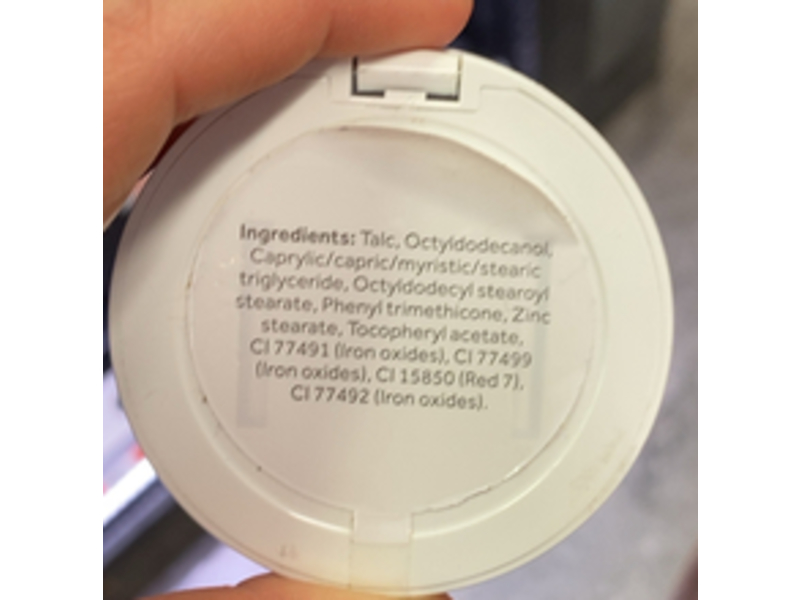 Ingredients: Talc, Octyldodecanol,
Caprylic/capric/myristic/stearic
triglyceride, Octyldodecyl stearoyl
stearate, Phenyl trimethicone, Zinc
stearate, Tocopheryl acetate,
CI 77491 (Iron oxides), CI 77499
(Iron oxides), CI 15850 (Red 7),
CI 77492 (Iron oxides).